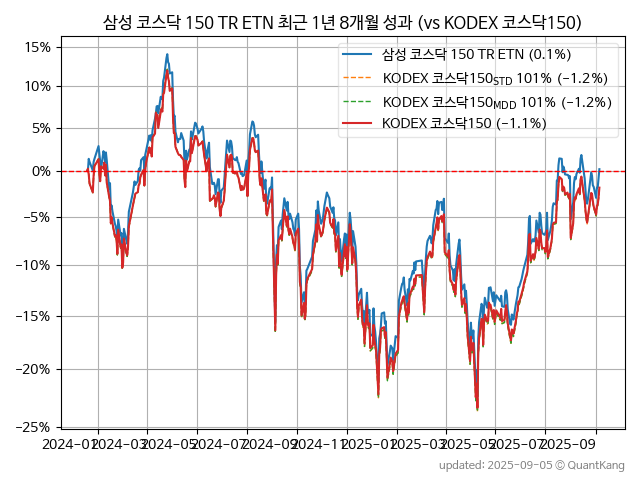 삼성 코스닥 150 TR ETN 최근 1년 8개월 성과 (vs KODEX 코스닥150)
삼성 코스닥 150 TR ETN (0.1%)
KODEX 코스닥150STD 101% (−1.2%)
KODEX 코스닥150MDD 101% (−1.2%)
KODEX 코스닥150 (−1.1%)
15%
10%
5%
0%
−5%
−10%
−15%
−20%
−25%
2024-01 2024-03 2024-05 2024-07 2024-09 2024-11 2025-01 2025-03 2025-05 2025-07 2025-09
updated: 2025-09-05 © QuantKang